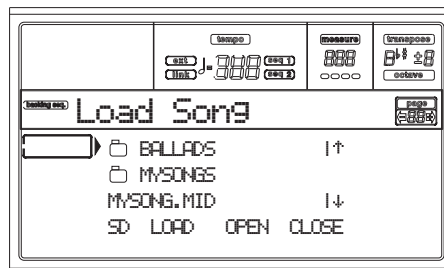 tempo
measure
transpose
ext
seq 1
link
seq 2
octave
backing seq.
Load Song
page
BALLADS
MYSONGS
MYSONG.MID
SD LOAD OPEN CLOSE